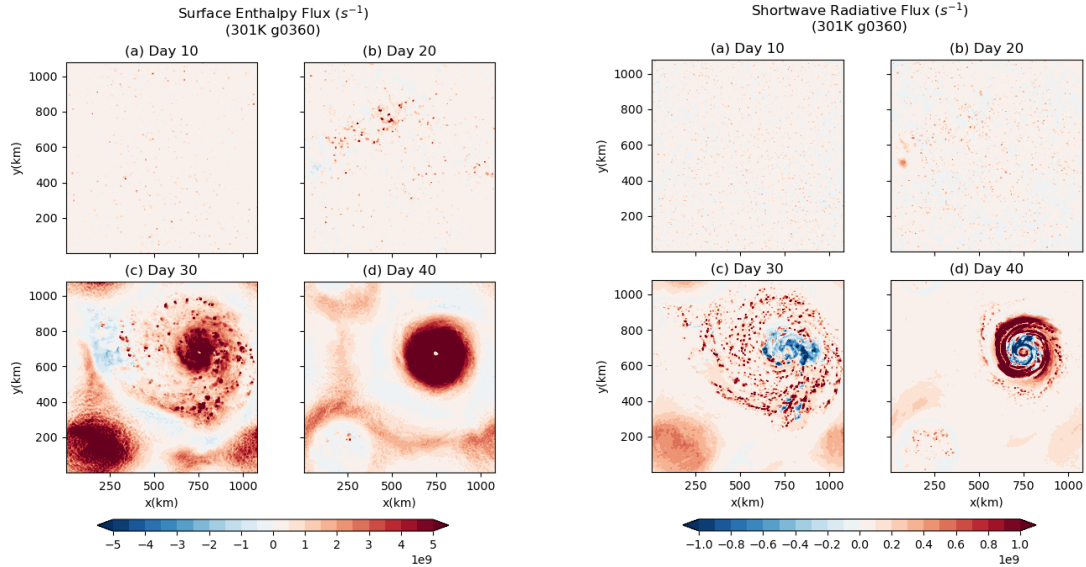 Surface Enthalpy Flux (s⁻¹)
(301K g0360)
(a) Day 10
(b) Day 20
1000
800
600
400
200
y(km)
(c) Day 30
(d) Day 40
1000
800
600
400
200
y(km)
250 500 750 1000
250 500 750 1000
x(km)
x(km)
−5 −4 −3 −2 −1 0 1 2 3 4 5
1e9
Shortwave Radiative Flux (s⁻¹)
(301K g0360)
(a) Day 10
(b) Day 20
1000
800
600
400
200
y(km)
(c) Day 30
(d) Day 40
1000
800
600
400
200
y(km)
250 500 750 1000
250 500 750 1000
x(km)
x(km)
−1.0 −0.8 −0.6 −0.4 −0.2 0.0 0.2 0.4 0.6 0.8 1.0
1e9